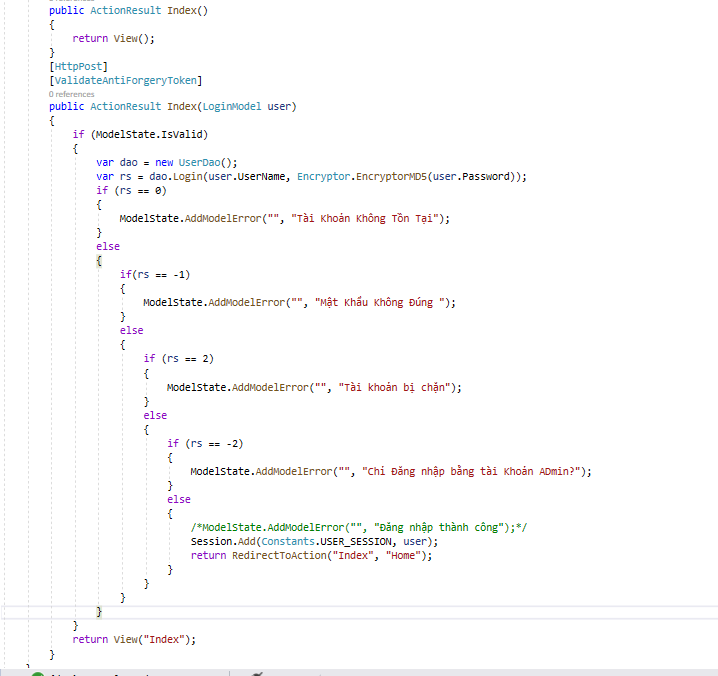 public ActionResult Index()
{
return View();
}
[HttpPost]
[ValidateAntiForgeryToken]
0 references
public ActionResult Index(LoginModel user)
{
if (ModelState.IsValid)
{
var dao = new UserDao();
var rs = dao.Login(user.UserName, Encryptor.EncryptorMD5(user.Password));
if (rs == 0)
{
ModelState.AddModelError("", "Tài Khoản Không Tồn Tại");
}
else
{
if(rs == -1)
{
ModelState.AddModelError("", "Mật Khẩu Không Đúng ");
}
else
{
if (rs == 2)
{
ModelState.AddModelError("", "Tài khoản bị chặn");
}
else
{
if (rs == -2)
{
ModelState.AddModelError("", "Chỉ Đăng nhập bằng tài Khoản ADmin?");
}
else
{
/*ModelState.AddModelError("", "Đăng nhập thành công");*/
Session.Add(Constants.USER_SESSION, user);
return RedirectToAction("Index", "Home");
}
}
}
}
}
return View("Index");
}
}